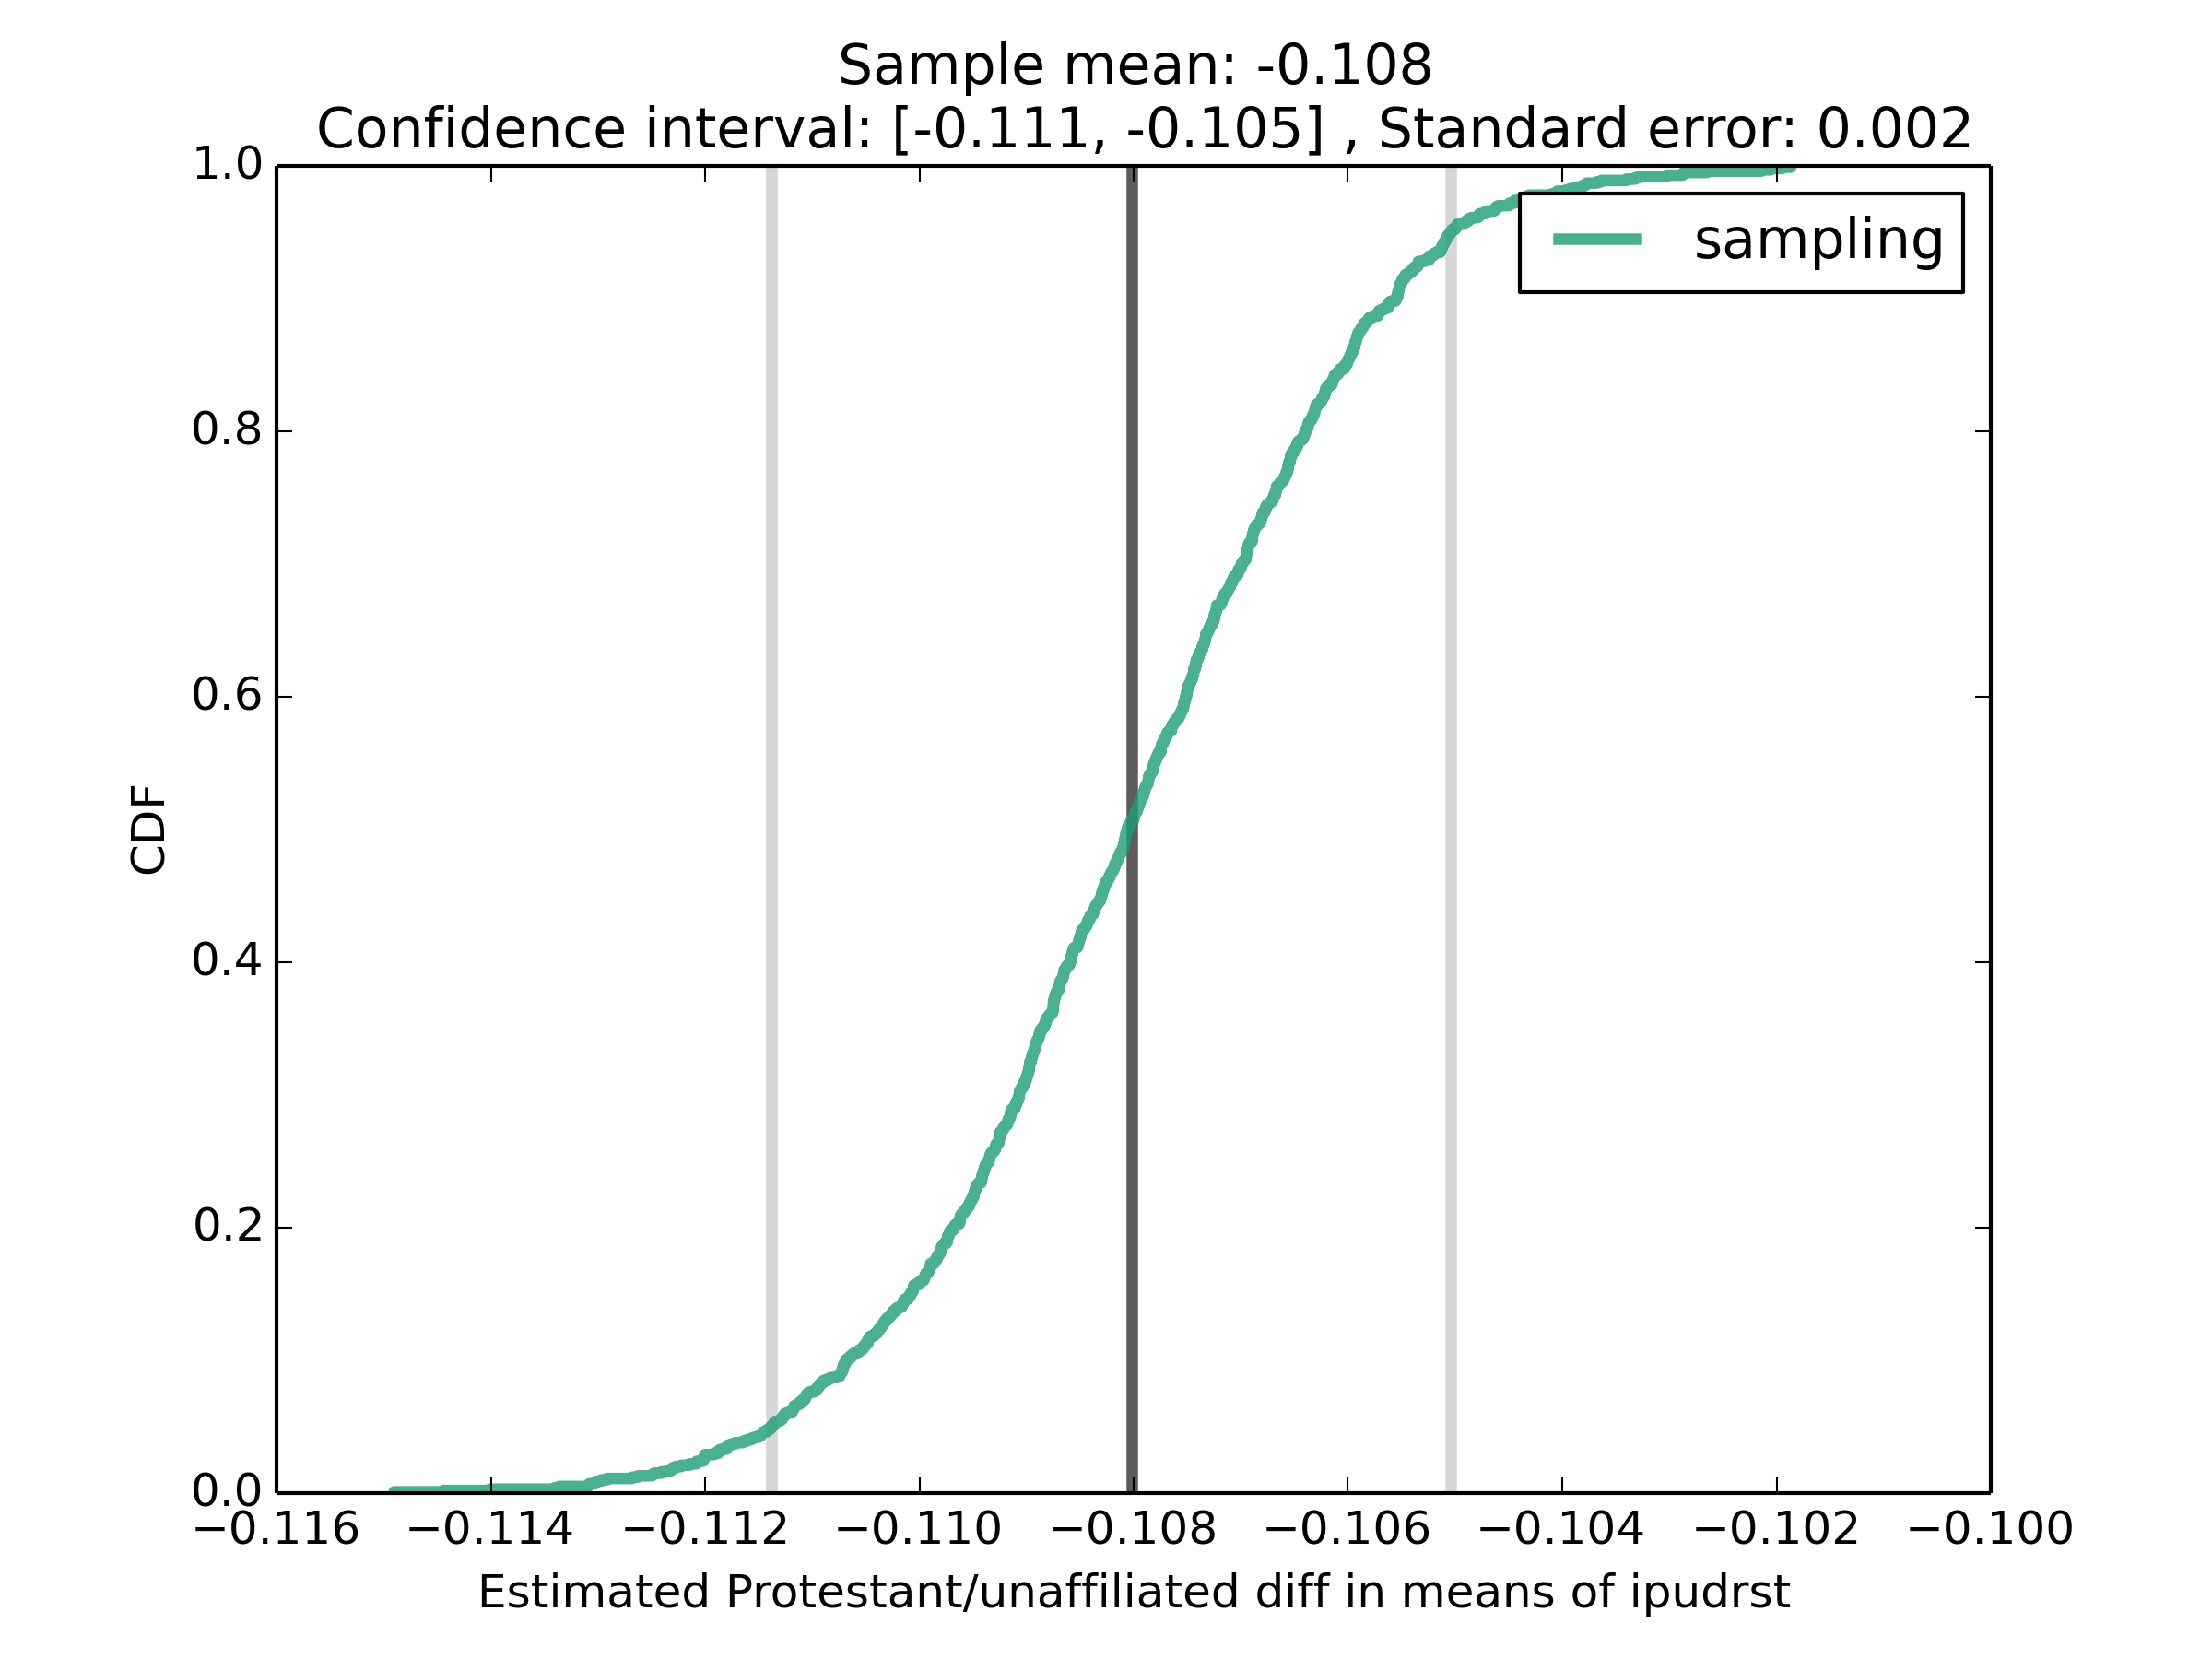 Sample mean: -0.108
Confidence interval: [-0.111, -0.105] , Standard error: 0.002
1.0
sampling
0.8
0.6
CDF
0.4
0.2
0.0
−0.116 −0.114 −0.112 −0.110 −0.108 −0.106 −0.104 −0.102 −0.100
Estimated Protestant/unaffiliated diff in means of ipudrst